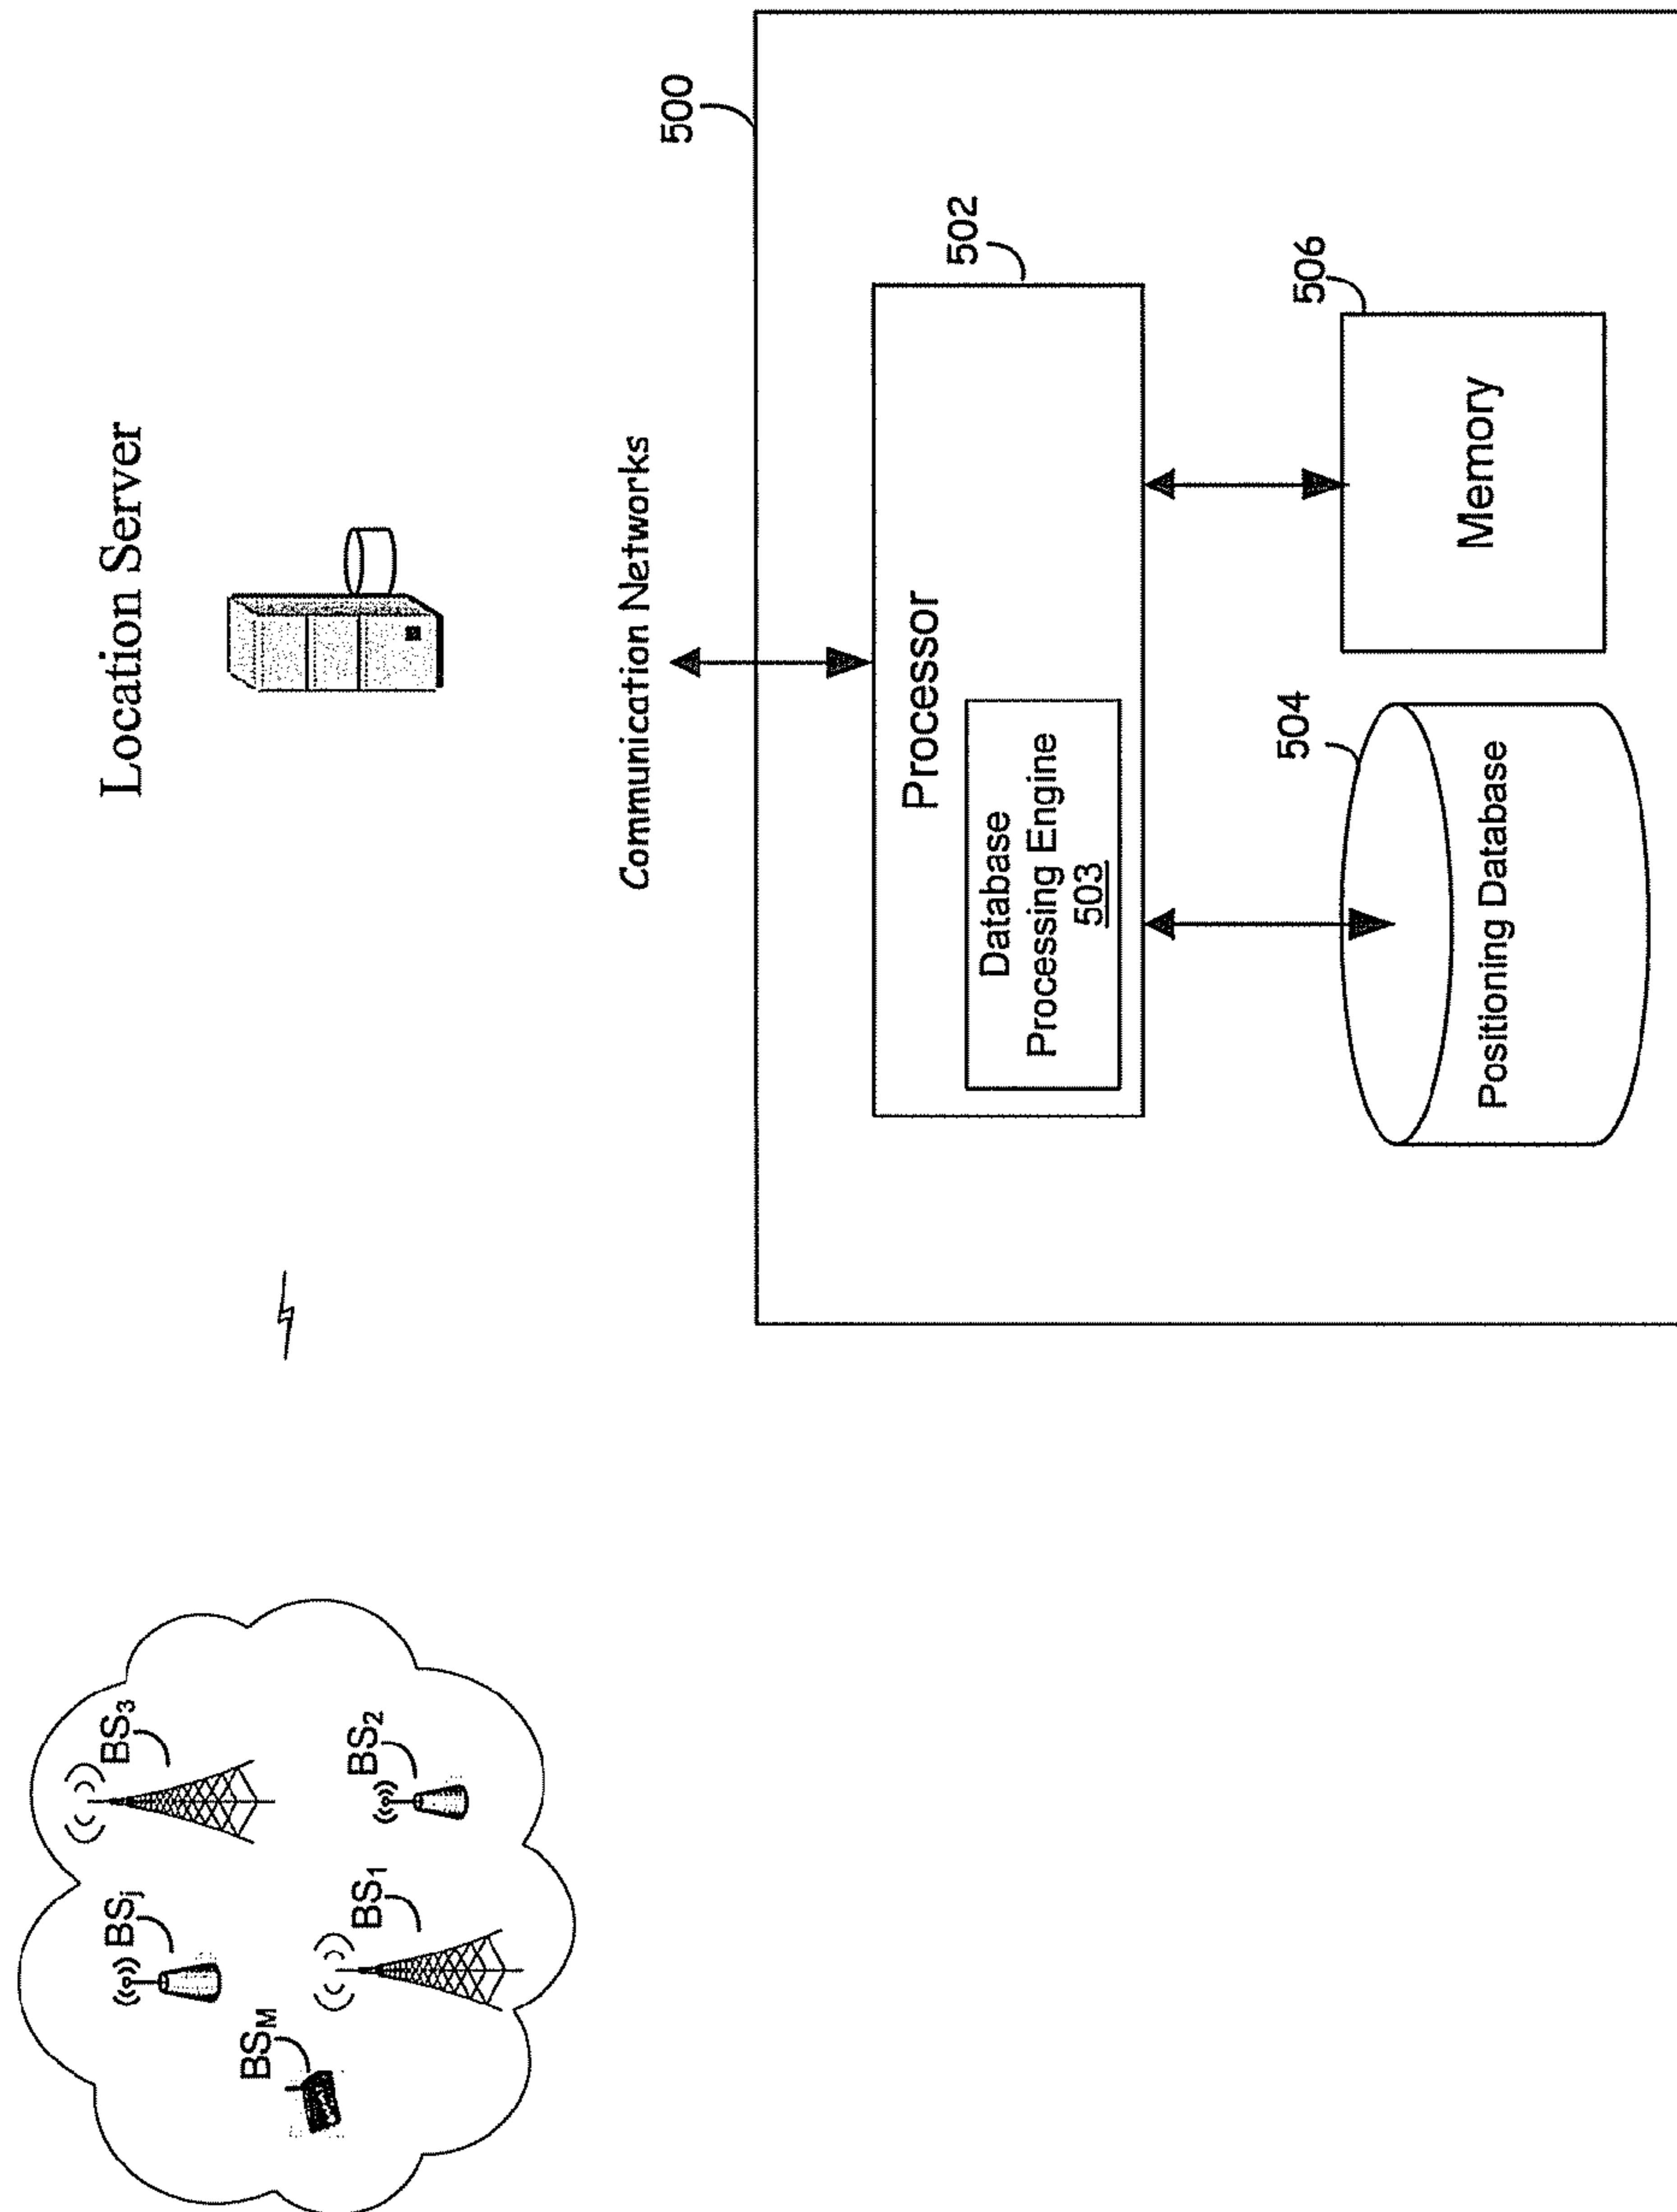 BSⱼ
BS₃
BS_M
BS₁
BS₂
Location Server
Communication Networks
500
Processor
502
Database
Processing Engine
503
504
506
Positioning Database
Memory